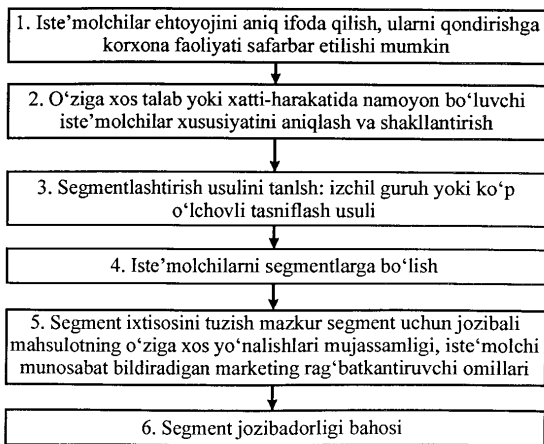 1. Iste’molchilar ehtoyojini aniq ifoda qilish, ularni qondirishga
korxona faoliyati safarbar etilishi mumkin
2. O‘ziga xos talab yoki xatti-harakatida namoyon bo‘luvchi
iste’molchilar xususiyatini aniqlash va shakllantirish
3. Segmentlashtirish usulini tanlsh: izchil guruh yoki ko‘p
o‘lchovli tasniflash usuli
4. Iste’molchilarni segmentlarga bo‘lish
5. Segment ixtisosini tuzish mazkur segment uchun jozibali
mahsulotning o‘ziga xos yo‘nalishlari mujassamligi, iste‘molchi
munosabat bildiradigan marketing rag‘batkantiruvchi omillari
6. Segment jozibadorligi bahosi